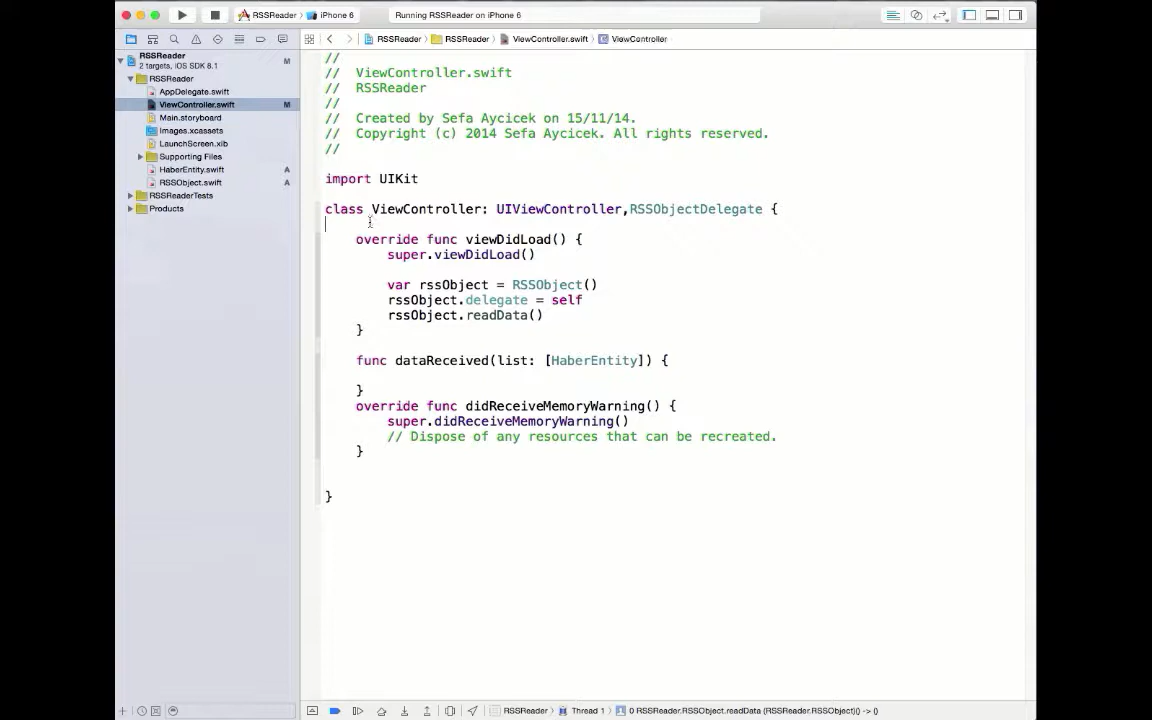 RSSReader iPhone 6 Running RSSReader on iPhone 6
RSSReader RSSReader ViewController.swift ViewController
RSSReader
2 targets, iOS SDK 8.1 M
RSSReader
AppDelegate.swift
ViewController.swift M
Main.storyboard
Images.xcassets
LaunchScreen.xib
Supporting Files
HaberEntity.swift A
RSSObject.swift A
RSSReaderTests
Products
//
// ViewController.swift
// RSSReader
//
// Created by Sefa Aycicek on 15/11/14.
// Copyright (c) 2014 Sefa Aycicek. All rights reserved.
//
import UIKit
class ViewController: UIViewController,RSSObjectDelegate {
override func viewDidLoad() {
super.viewDidLoad()
var rssObject = RSSObject()
rssObject.delegate = self
rssObject.readData()
}
func dataReceived(list: [HaberEntity]) {
}
override func didReceiveMemoryWarning() {
super.didReceiveMemoryWarning()
// Dispose of any resources that can be recreated.
}
}
RSSReader Thread 1 0 RSSReader.RSSObject.readData (RSSReader.RSSObject)() -> ()